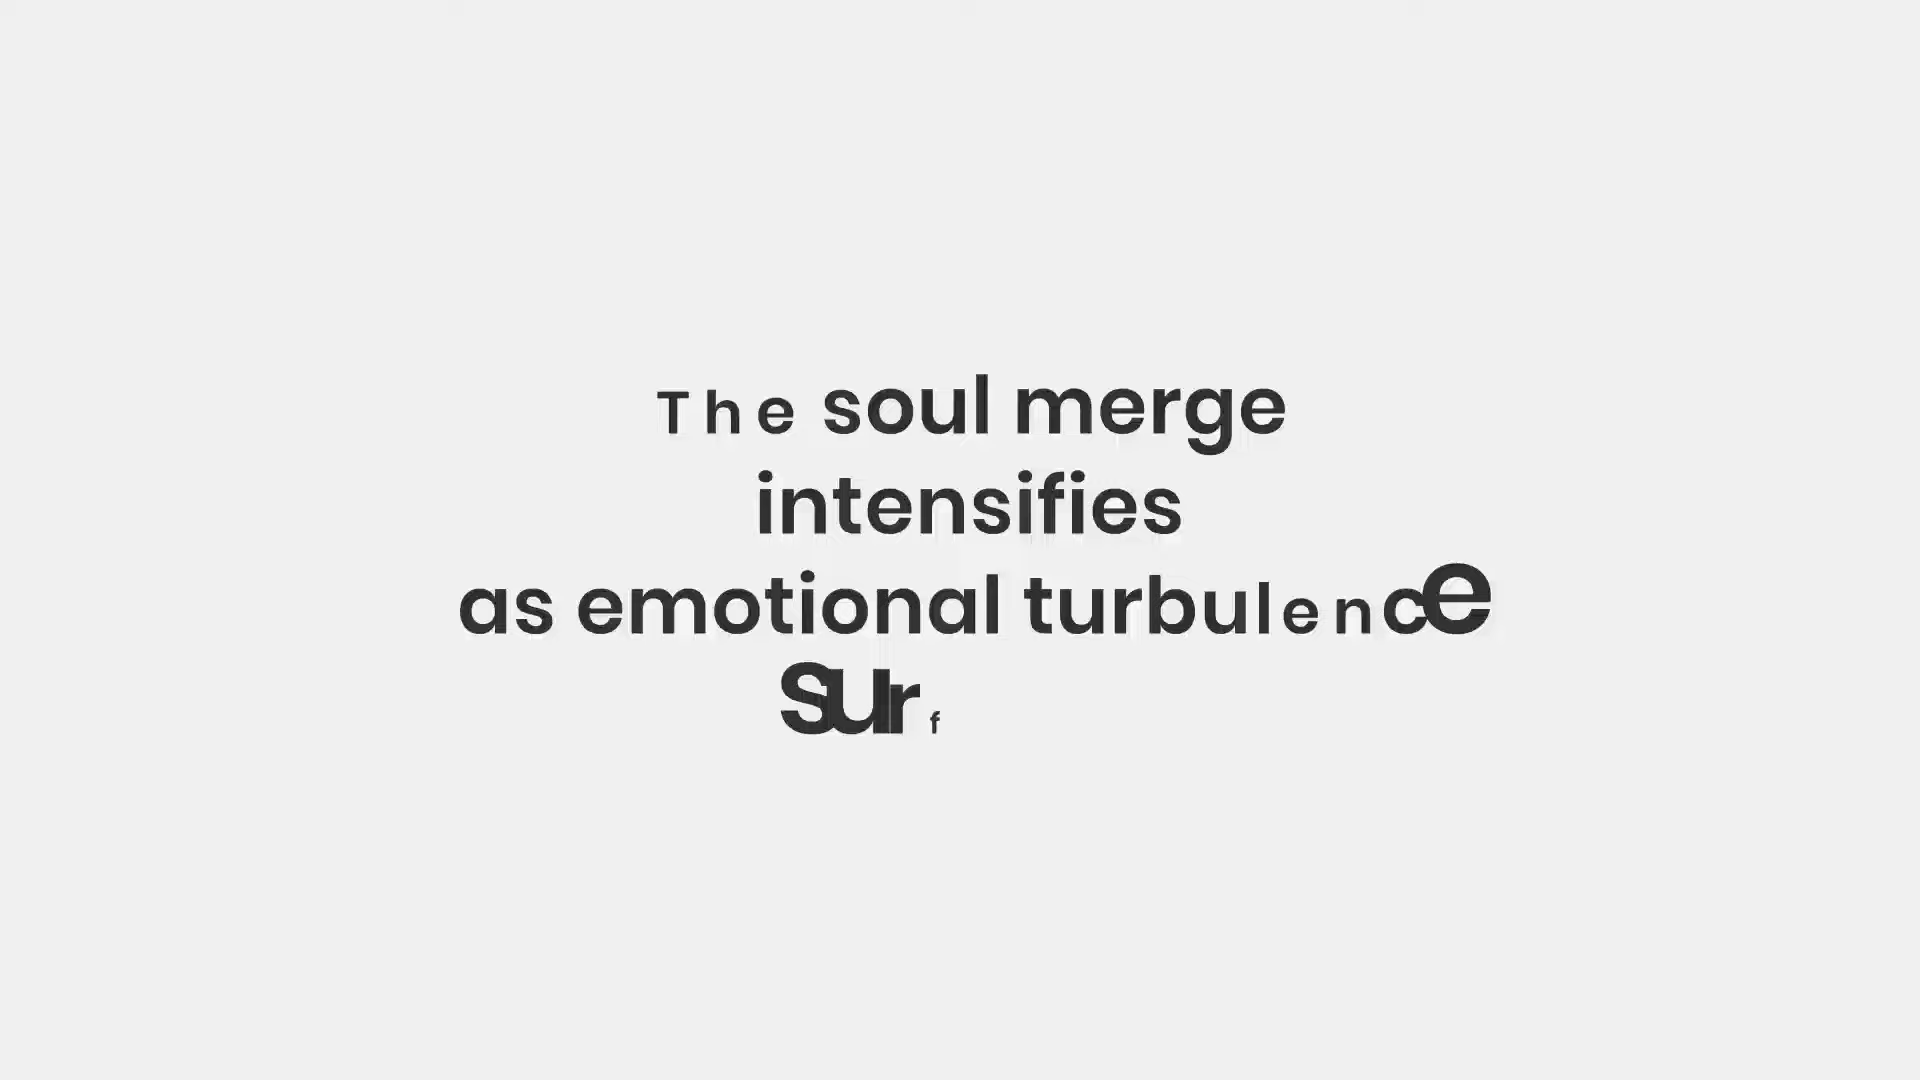 The soul merge
intensifies
as emotional turbulence
surf